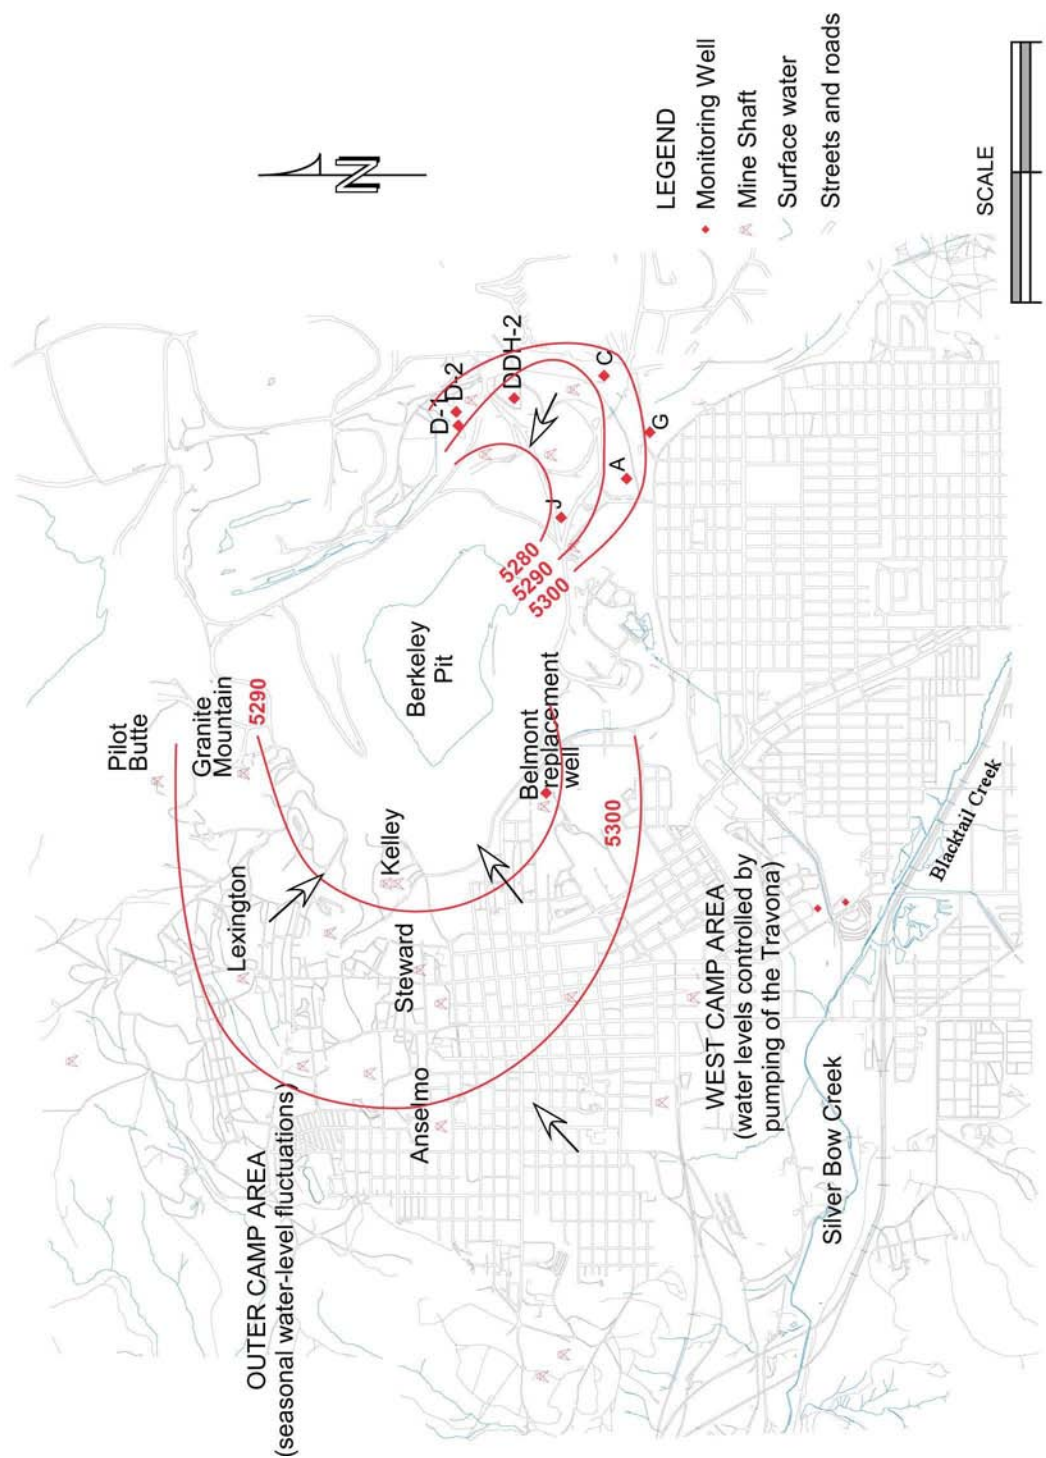 Pilot
Butte
Granite
Mountain
5290
Lexington
OUTER CAMP AREA
(seasonal water-level fluctuations)
Kelley
Steward
Anselmo
Berkeley
Pit
Belmont
replacement
well
5300
5280
5290
5300
D-1
D-2
DDH-2
J
A
C
G
WEST CAMP AREA
(water levels controlled by
pumping of the Travona)
Silver Bow Creek
Blacktail Creek
N
LEGEND
Monitoring Well
Mine Shaft
Surface water
Streets and roads
SCALE